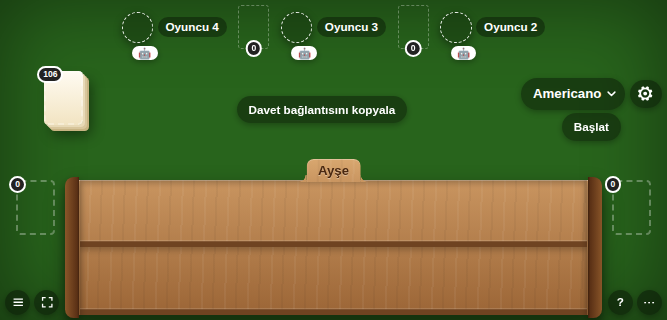 Oyuncu 4
0
Oyuncu 3
0
Oyuncu 2
106
Davet bağlantısını kopyala
Americano
Başlat
Ayşe
0
0
?